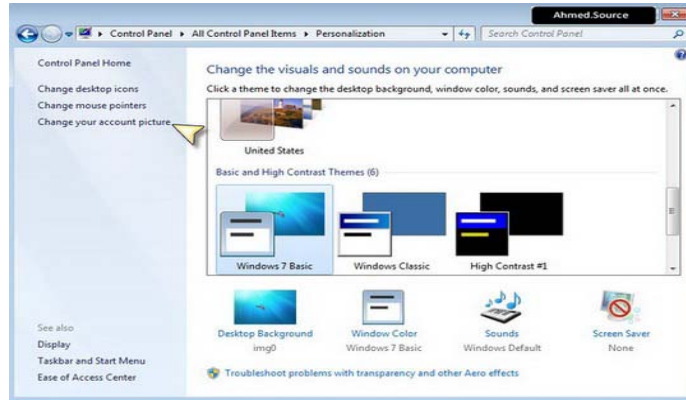 Ahmed.Source
Control Panel ▸ All Control Panel Items ▸ Personalization
Search Control Panel
Control Panel Home
Change desktop icons
Change mouse pointers
Change your account picture
Change the visuals and sounds on your computer
Click a theme to change the desktop background, window color, sounds, and screen saver all at once.
United States
Basic and High Contrast Themes (6)
Windows 7 Basic
Windows Classic
High Contrast #1
Desktop Background
img0
Window Color
Windows 7 Basic
Sounds
Windows Default
Screen Saver
None
Troubleshoot problems with transparency and other Aero effects
See also
Display
Taskbar and Start Menu
Ease of Access Center